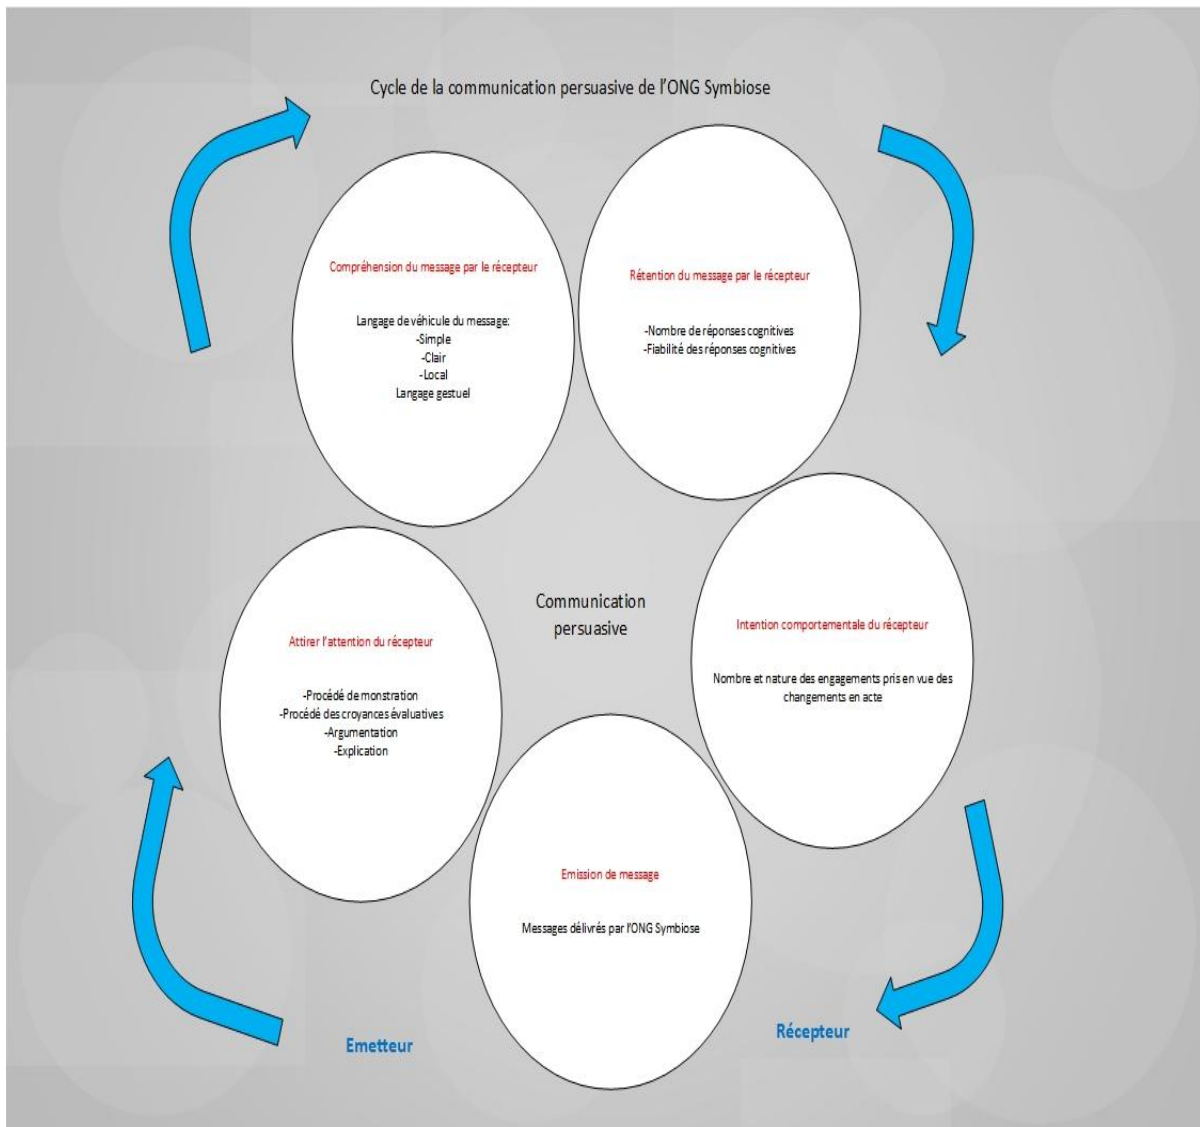 Cycle de la communication persuasive de l'ONG Symbiose
Compréhension du message par le récepteur
Langage de véhicule du message:
-Simple
-Clair
-Local
Langage gestuel
Rétention du message par le récepteur
-Nombre de réponses cognitives
-Fiabilité des réponses cognitives
Attirer l'attention du récepteur
-Procédé de monstration
-Procédé des croyances évaluatives
-Argumentation
-Explication
Communication
persuasive
Intention comportementale du récepteur
Nombre et nature des engagements pris en vue des
changements en acte
Emission de message
Messages délivrés par l'ONG Symbiose
Emetteur
Récepteur